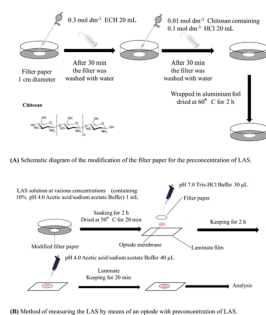 0.3 mol dm⁻³ ECH 20 mL
0.01 mol dm⁻³ Chitosan containing
0.1 mol dm⁻³ HCl 20 mL
Filter paper
1 cm diameter
After 30 min
the filter was
washed with water
After 30 min
the filter was
washed with water
Wrapped in aluminium foil
dried at 60° C for 2 h
Chitosan
(A) Schematic diagram of the modification of the filter paper for the preconcentration of LAS.
pH 7.0 Tris-HCl Buffer 30 μL
LAS solution at various concentrations (containing
10% pH 4.0 Acetic acid/sodium acetate Buffer) 1 mL
Filter paper
Soaking for 2 h
Dried at 50° C for 20 min
Keeping for 2 h
Modified filter paper
Optode membrane
Laminate film
pH 4.0 Acetic acid/sodium acetate Buffer 40 μL
Laminate
Keeping for 20 min
Analysis
(B) Method of measuring the LAS by means of an optode with preconcentration of LAS.